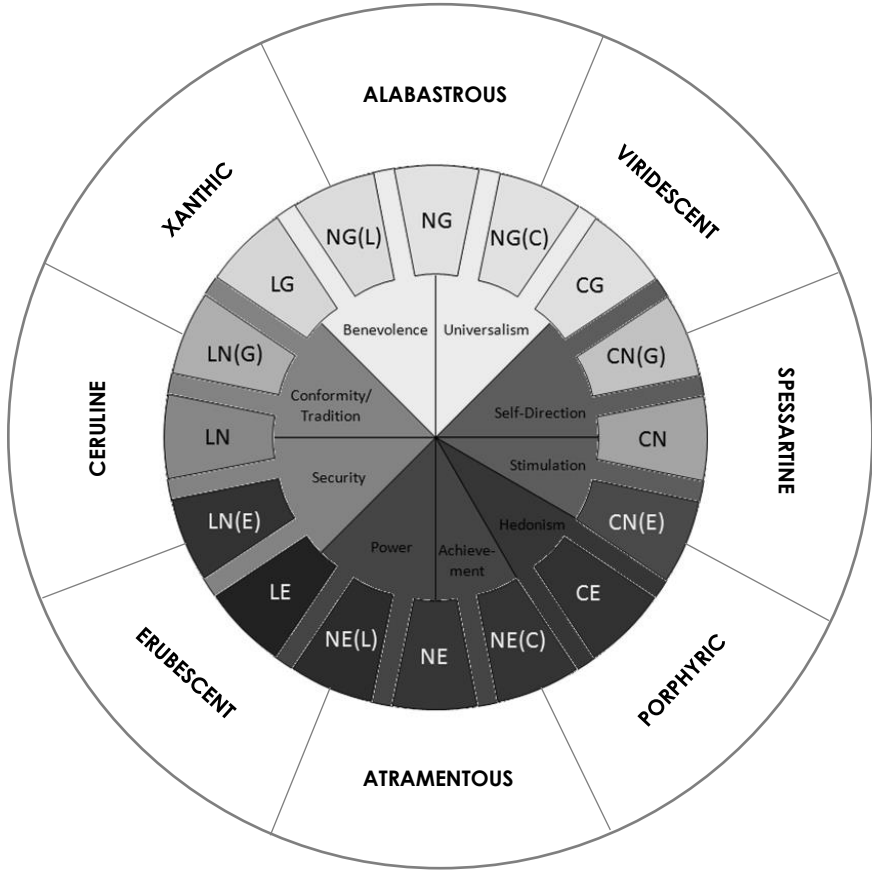 ALABASTROUS
XANTHIC
VIRIDESCENT
NG(L)
NG
NG(C)
LG
CG
Benevolence
Universalism
LN(G)
CN(G)
Conformity/
Tradition
Self-Direction
CERULINE
LN
CN
SPESSARTINE
Security
Stimulation
LN(E)
CN(E)
Hedonism
Power
Achieve-
ment
LE
CE
NE(L)
NE
NE(C)
ERUBESCENT
PORPHYRIC
ATRAMENTOUS